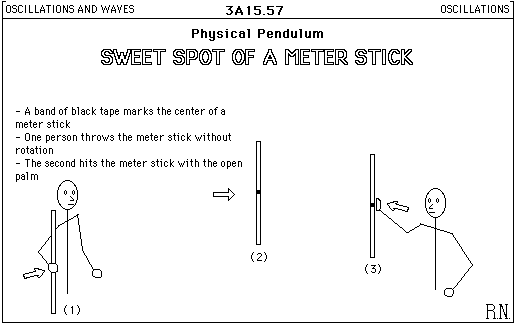 OSCILLATIONS AND WAVES
3A15.57
OSCILLATIONS
Physical Pendulum
SWEET SPOT OF A METER STICK
- A band of black tape marks the center of a
meter stick
- One person throws the meter stick without
rotation
- The second hits the meter stick with the open
palm
(1)
(2)
(3)
R.N.